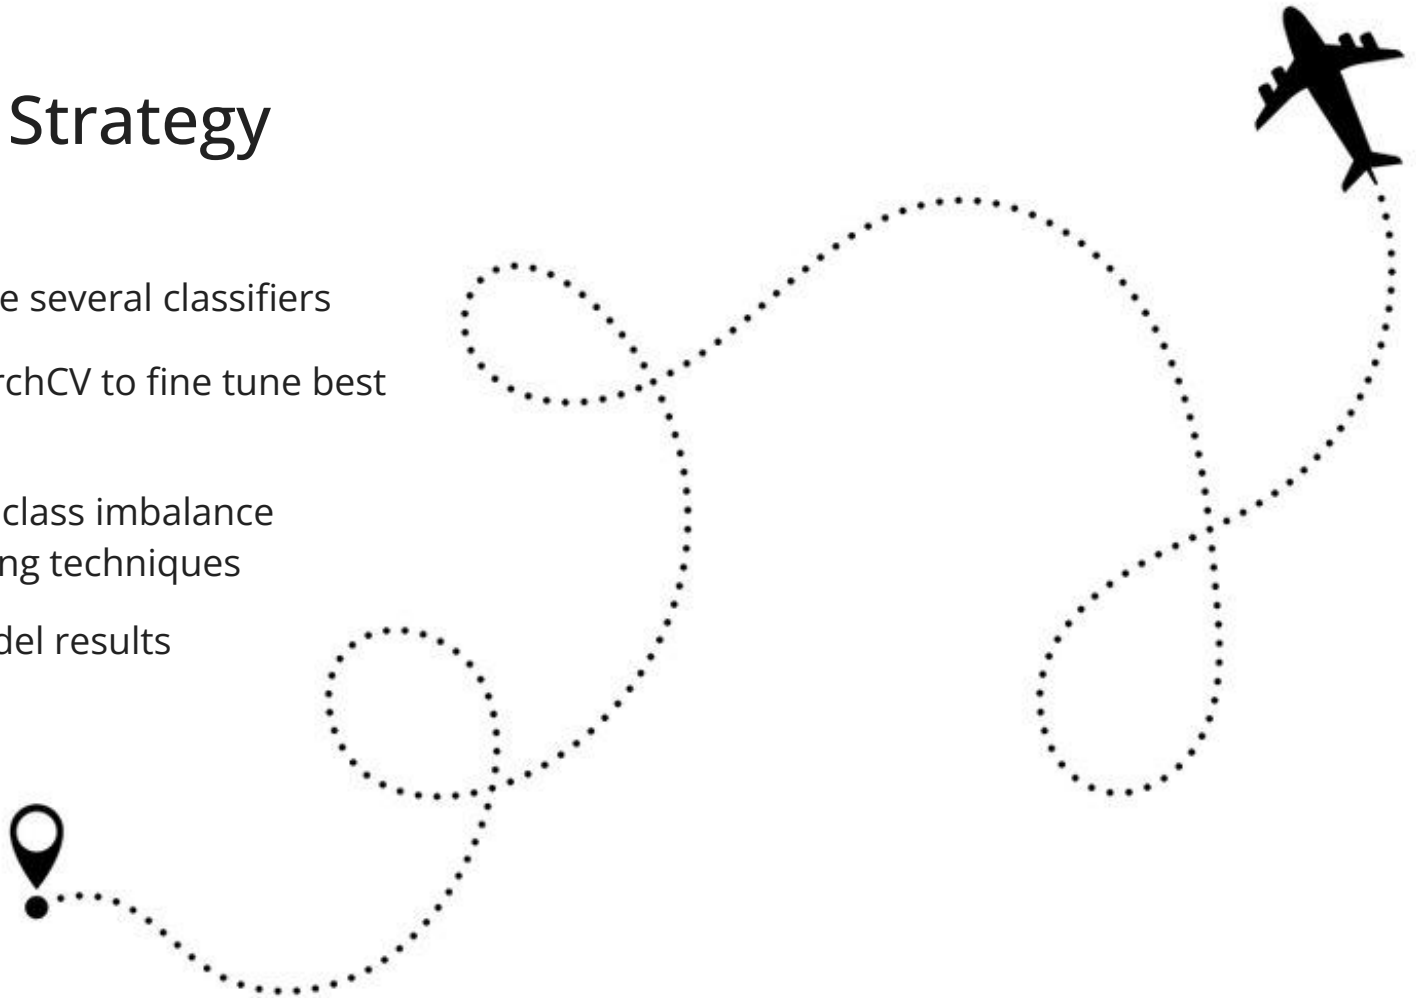 Strategy
e several classifiers
rchCV to fine tune best
class imbalance
ng techniques
del results